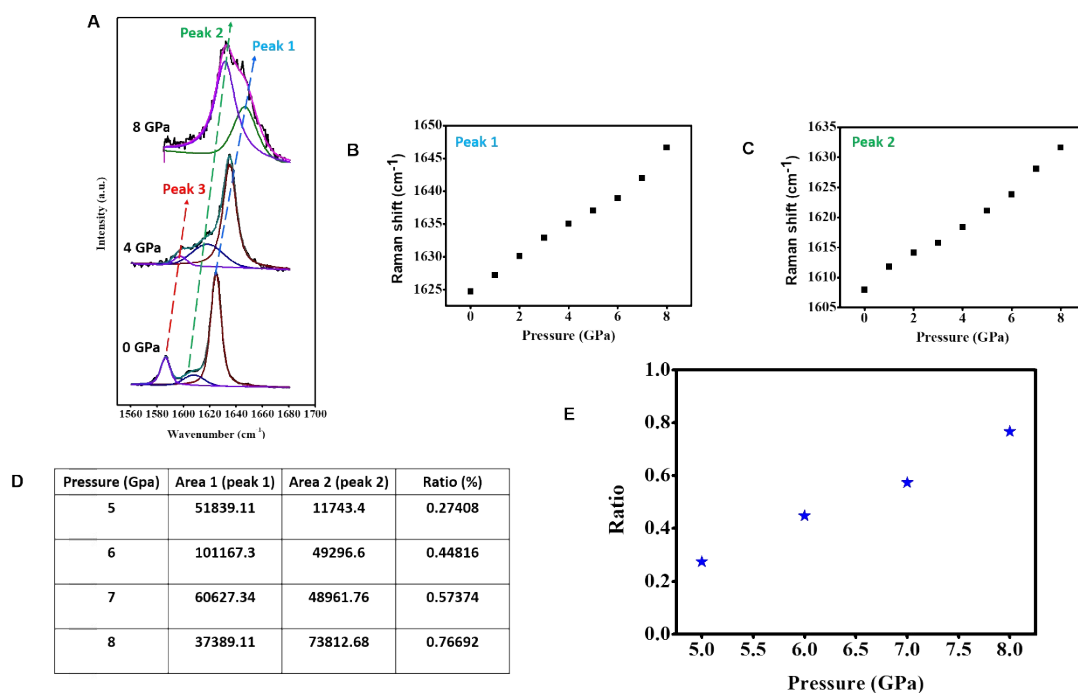 A
Peak 2
Peak 1
8 GPa
Peak 3
4 GPa
0 GPa
Intensity (a.u.)
1560 1580 1600 1620 1640 1660 1680 1700
Wavenumber (cm-1)
B
Peak 1
1650
1645
1640
1635
1630
1625
Raman shift (cm-1)
0 2 4 6 8
Pressure (GPa)
C
Peak 2
1635
1630
1625
1620
1615
1610
1605
Raman shift (cm-1)
0 2 4 6 8
Pressure (GPa)
D
Pressure (Gpa) Area 1 (peak 1) Area 2 (peak 2) Ratio (%)
5 51839.11 11743.4 0.27408
6 101167.3 49296.6 0.44816
7 60627.34 48961.76 0.57374
8 37389.11 73812.68 0.76692
E
1.0
0.8
0.6
0.4
0.2
0.0
Ratio
5.0 5.5 6.0 6.5 7.0 7.5 8.0
Pressure (GPa)